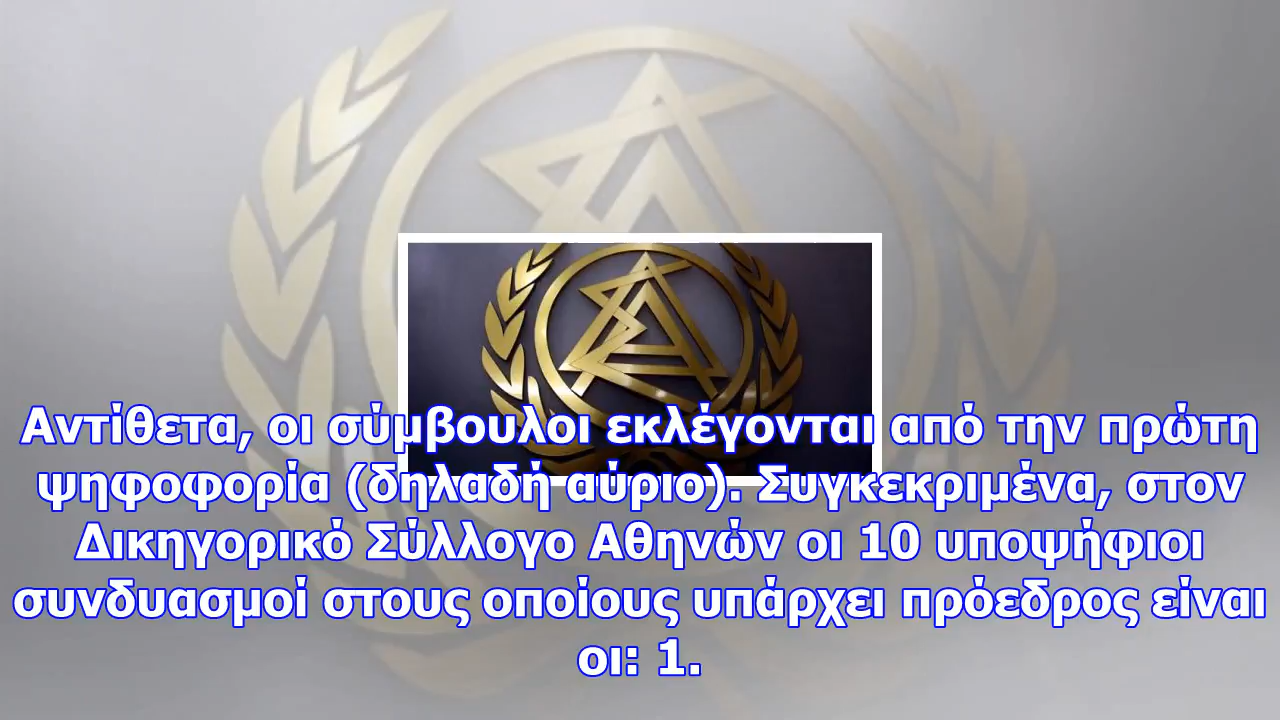 Αντίθετα, οι σύμβουλοι εκλέγονται από την πρώτη
ψηφοφορία (δηλαδή αύριο). Συγκεκριμένα, στον
Δικηγορικό Σύλλογο Αθηνών οι 10 υποψήφιοι
συνδυασμοί στους οποίους υπάρχει πρόεδρος είναι
οι: 1.